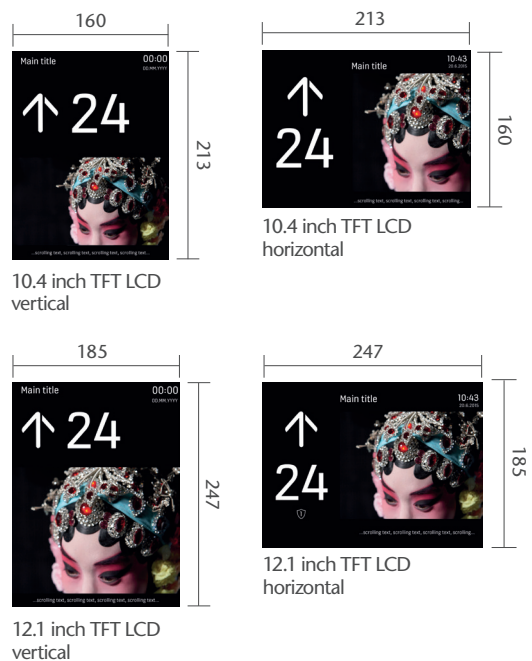 160
213
Main title
00:00
DD.MM.YYYY
24
...scrolling text, scrolling text, scrolling text, scrolling text...
213
10.4 inch TFT LCD
vertical
Main title
10:43
20.8.2015
24
...scrolling text, scrolling text, scrolling text, scrolling...
160
10.4 inch TFT LCD
horizontal
185
247
Main title
00:00
DD.MM.YYYY
24
...scrolling text, scrolling text, scrolling text, scrolling text...
247
12.1 inch TFT LCD
vertical
Main title
10:43
20.8.2015
24
...scrolling text, scrolling text, scrolling text, scrolling...
185
12.1 inch TFT LCD
horizontal